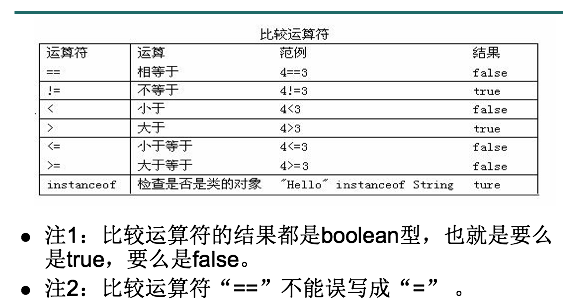 比较运算符
运算符 运算 范例 结果
== 相等于 4==3 false
!= 不等于 4!=3 true
< 小于 4<3 false
> 大于 4>3 true
<= 小于等于 4<=3 false
>= 大于等于 4>=3 false
instanceof 检查是否是类的对象 "Hello" instanceof String ture
● 注1：比较运算符的结果都是boolean型，也就是要么
是true，要么是false。
● 注2：比较运算符“==”不能误写成“=” 。